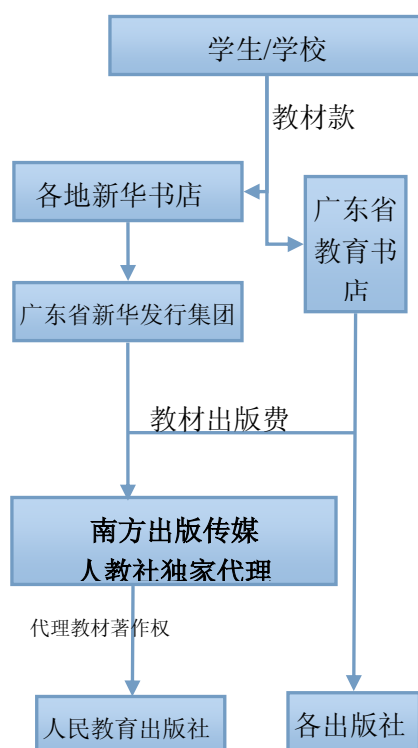 学生/学校
教材款
各地新华书店
广东省
教育书
店
广东省新华发行集团
教材出版费
南方出版传媒
人教社独家代理
代理教材著作权
人民教育出版社
各出版社